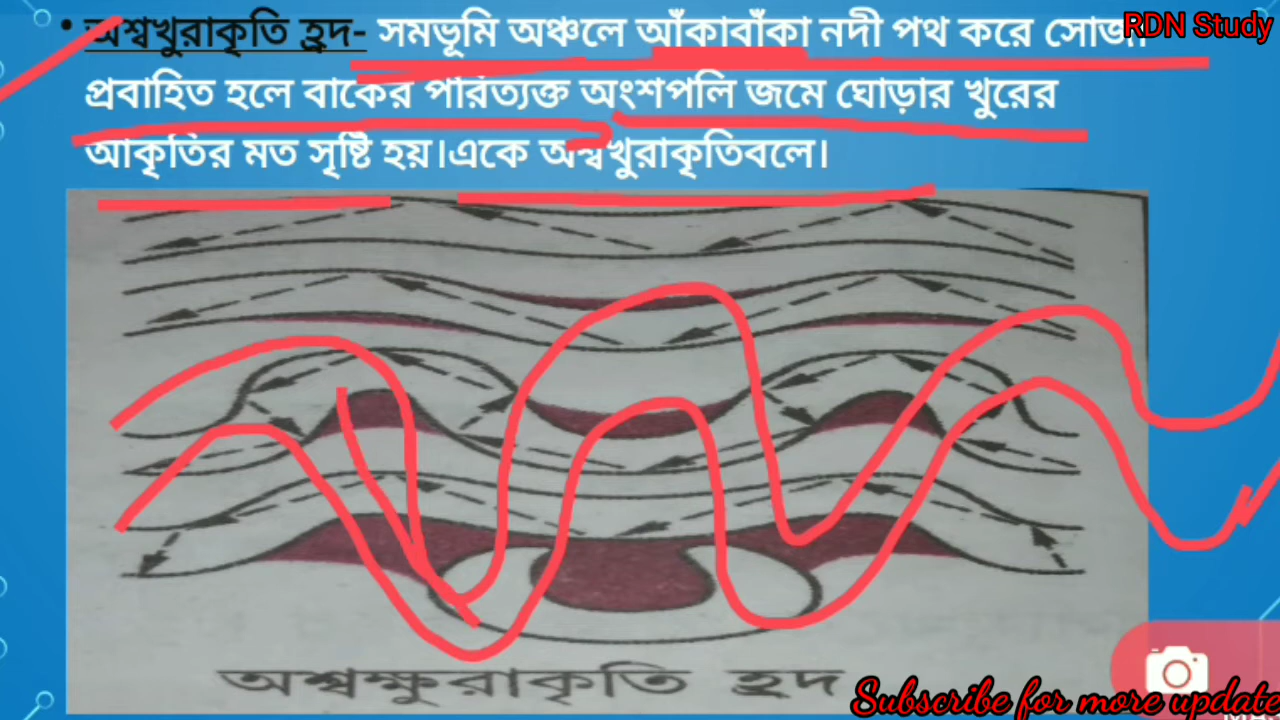 • অশ্বখুরাকৃতি হ্রদ- সমভূমি অঞ্চলে আঁকাবাঁকা নদী পথ করে সোজা
RDN Study
প্রবাহিত হলে বাকের পরিত্যক্ত অংশপলি জমে ঘোড়ার খুরের
আকৃতির মত সৃষ্টি হয়।একে অশ্বখুরাকৃতিবলে।
অশ্বক্ষুরাকৃতি হ্রদ
Subscribe for more update